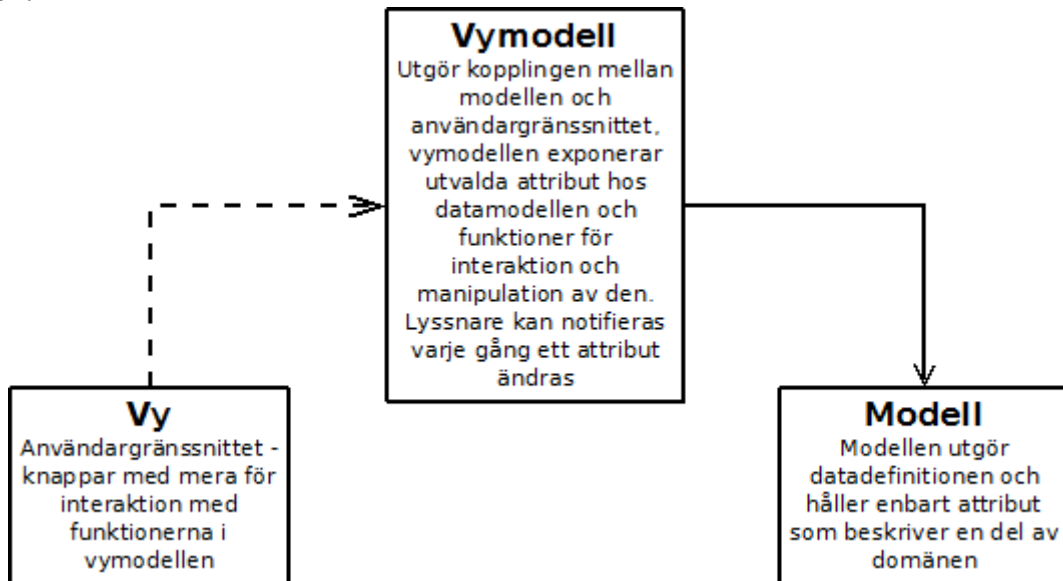 Vymodell
Utgör kopplingen mellan
modellen och
användargränssnittet,
vymodellen exponerar
utvalda attribut hos
datamodellen och
funktioner för
interaktion och
manipulation av den.
Lyssnare kan notifieras
varje gång ett attribut
ändras
Vy
Användargränssnittet -
knappar med mera för
interaktion med
funktionerna i
vymodellen
Modell
Modellen utgör
datadefinitionen och
håller enbart attribut
som beskriver en del av
domänen